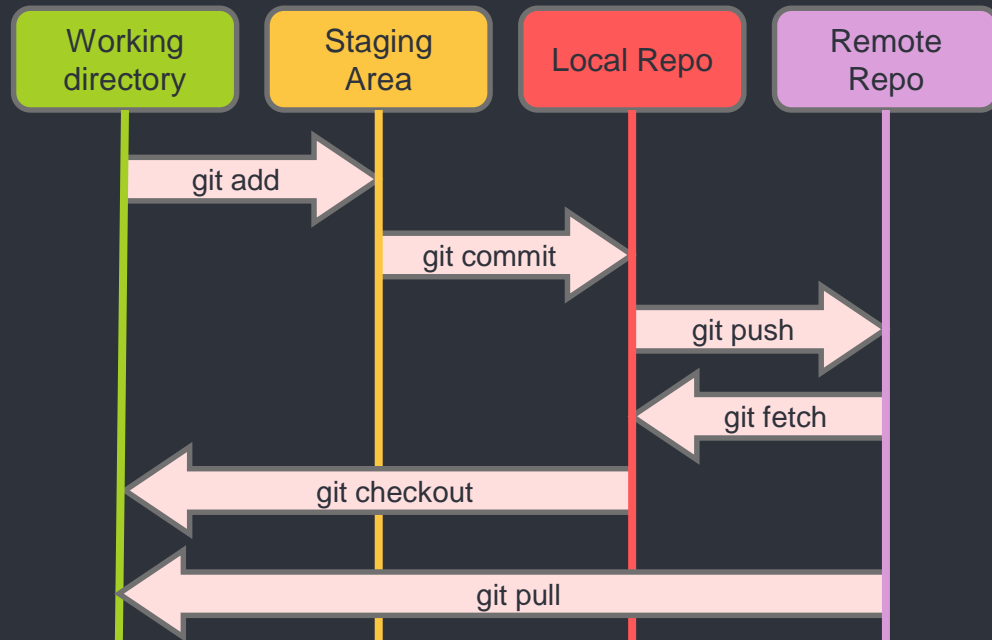 Working
directory
Staging
Area
Local Repo
Remote
Repo
git add
git commit
git push
git fetch
git checkout
git pull